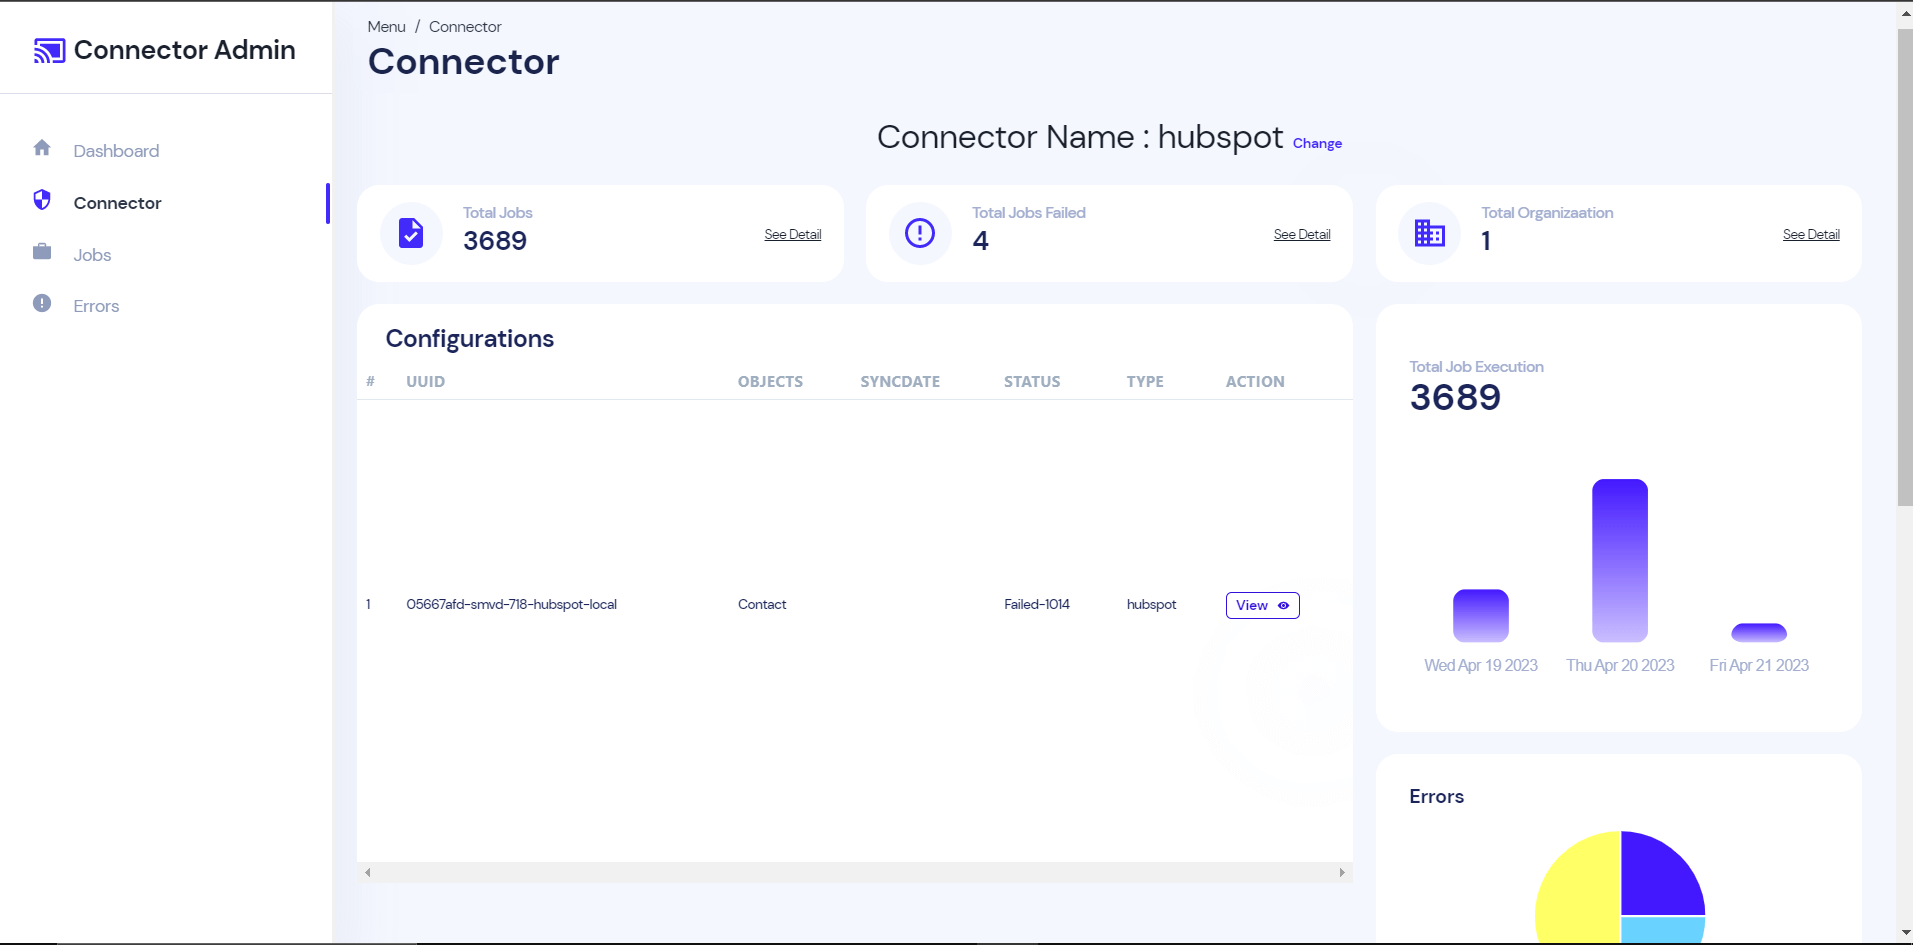 Connector Admin
Dashboard
Connector
Jobs
Errors
Menu / Connector
Connector
Connector Name : hubspot Change
Total Jobs
3689
See Detail
Total Jobs Failed
4
See Detail
Total Organizaation
1
See Detail
Configurations
# UUID OBJECTS SYNCDATE STATUS TYPE ACTION
1 05667afd-smvd-718-hubspot-local Contact Failed-1014 hubspot View
Total Job Execution
3689
Wed Apr 19 2023 Thu Apr 20 2023 Fri Apr 21 2023
Errors